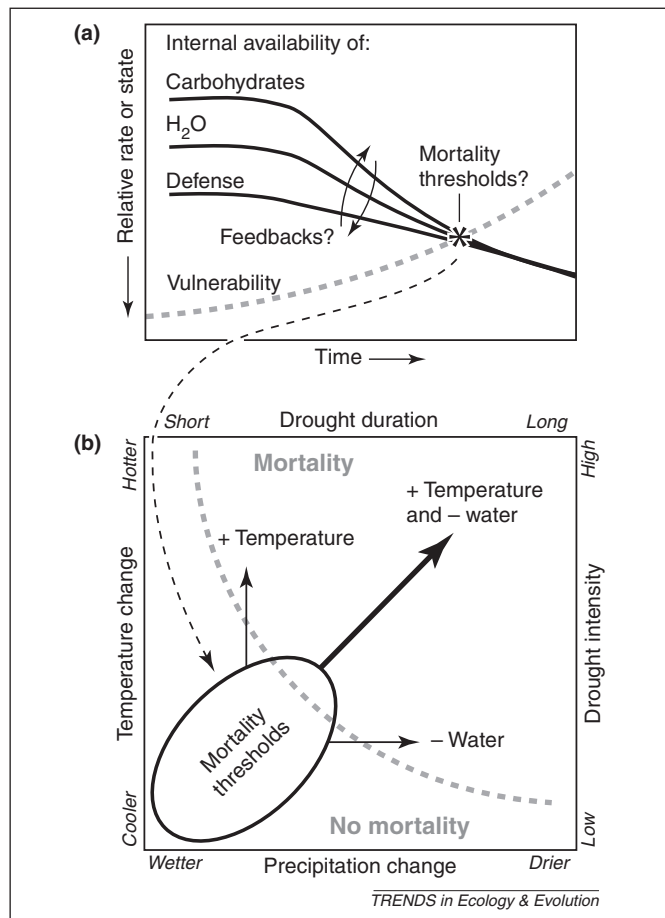 (a)
Internal availability of:
Carbohydrates
H2O
Defense
Vulnerability
Feedbacks?
Mortality
thresholds?
Relative rate or state
Time
(b)
Short
Drought duration
Long
Hotter
Temperature change
Cooler
High
Drought intensity
Low
Mortality
+ Temperature
+ Temperature
and – water
Mortality
thresholds
– Water
No mortality
Wetter
Precipitation change
Drier
TRENDS in Ecology & Evolution